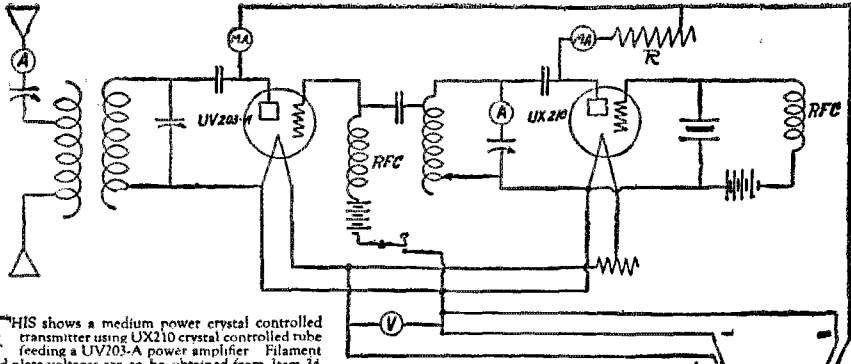 MA
MA
R
A
UV203-A
A
UX210
RFC
RFC
V
THIS shows a medium power crystal controlled
transmitter using UX210 crystal controlled tube
feeding a UV203-A power amplifier Filament